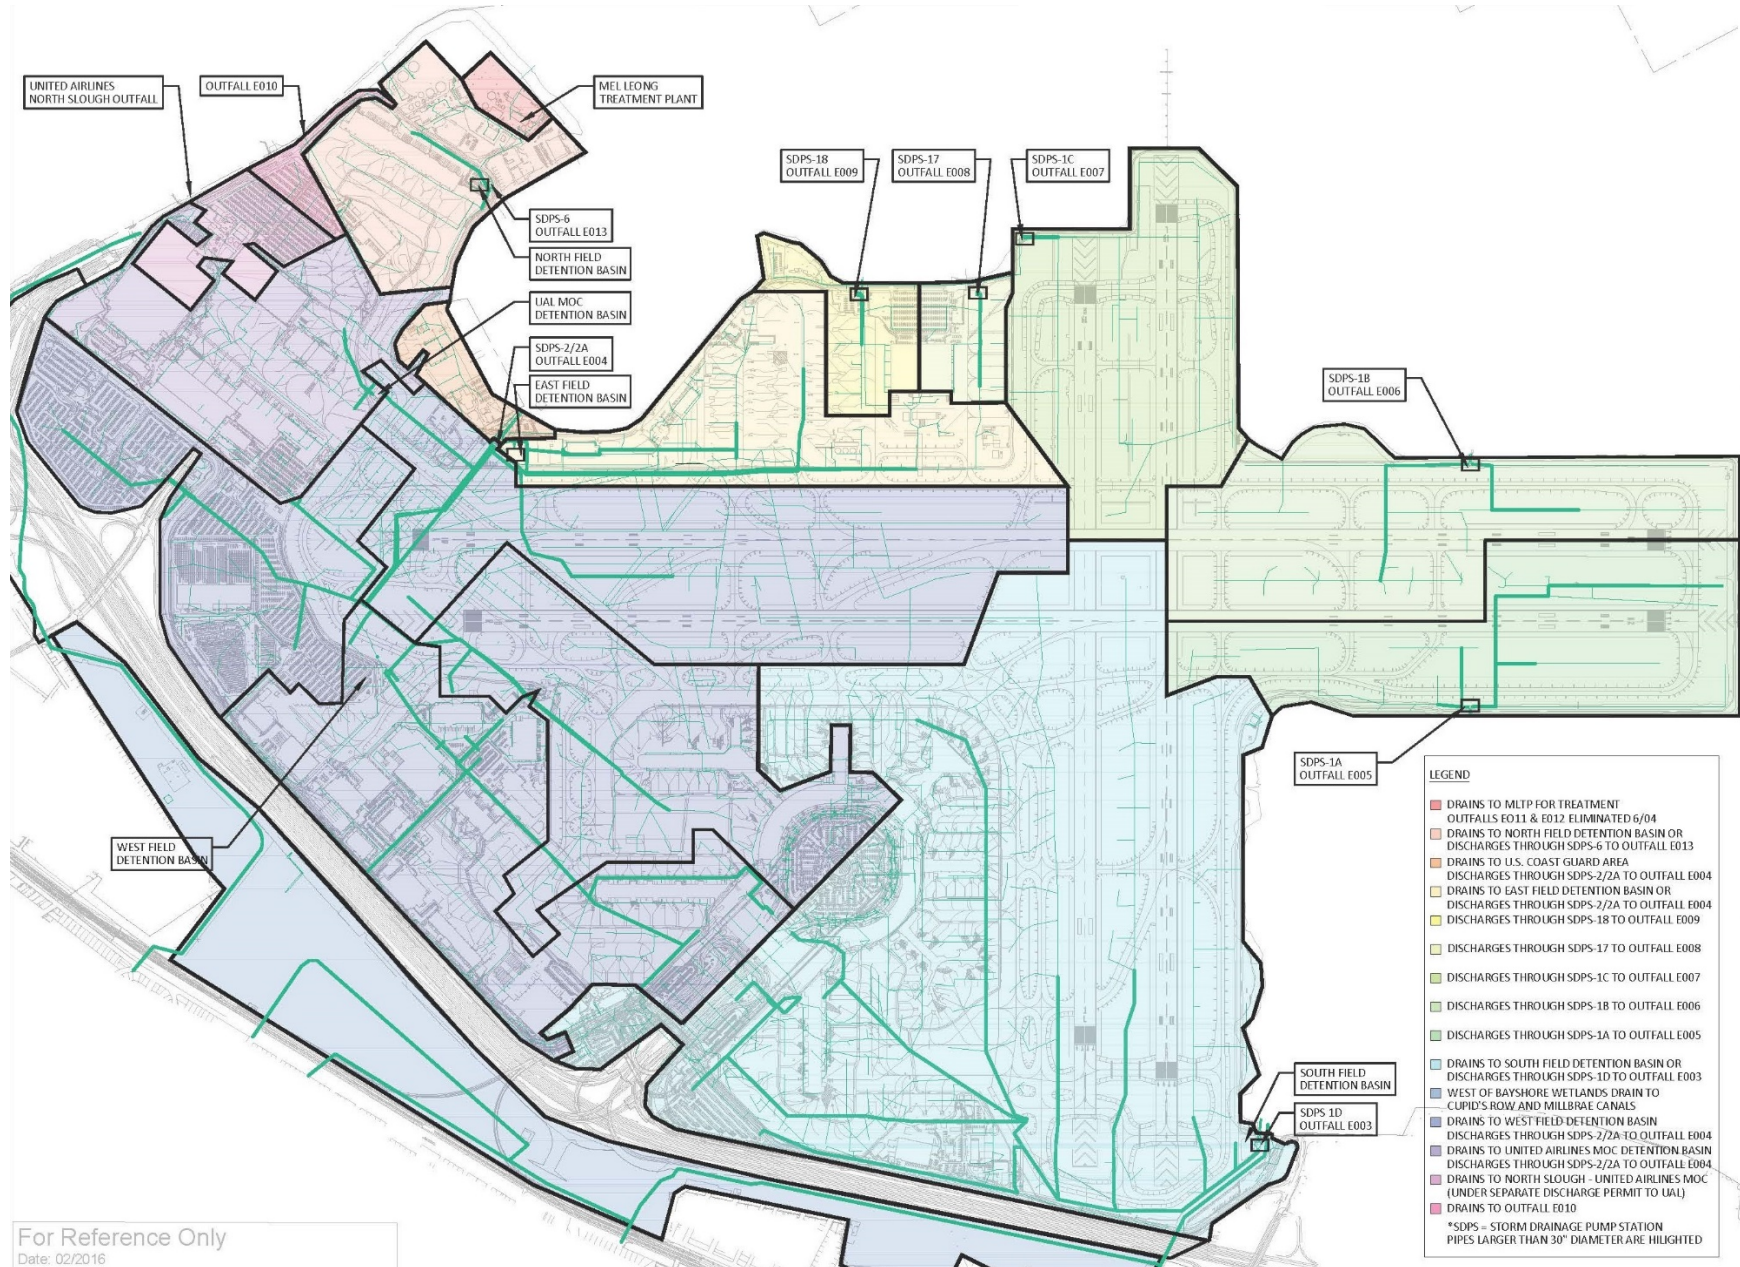 UNITED AIRLINES
NORTH SLOUGH OUTFALL
OUTFALL E010
MEL LEONG
TREATMENT PLANT
SDPS-18
OUTFALL E009
SDPS-17
OUTFALL E008
SDPS-1C
OUTFALL E007
SDPS-6
OUTFALL E013
NORTH FIELD
DETENTION BASIN
UAL MOC
DETENTION BASIN
SDPS-2/2A
OUTFALL E004
EAST FIELD
DETENTION BASIN
SDPS-1B
OUTFALL E006
SDPS-1A
OUTFALL E005
WEST FIELD
DETENTION BASIN
SOUTH FIELD
DETENTION BASIN
SDPS 1D
OUTFALL E003
LEGEND
DRAINS TO MLTP FOR TREATMENT
OUTFALLS E011 & E012 ELIMINATED 6/04
DRAINS TO NORTH FIELD DETENTION BASIN OR
DISCHARGES THROUGH SDPS-6 TO OUTFALL E013
DRAINS TO U.S. COAST GUARD AREA
DISCHARGES THROUGH SDPS-2/2A TO OUTFALL E004
DRAINS TO EAST FIELD DETENTION BASIN OR
DISCHARGES THROUGH SDPS-2/2A TO OUTFALL E004
DISCHARGES THROUGH SDPS-18 TO OUTFALL E009
DISCHARGES THROUGH SDPS-17 TO OUTFALL E008
DISCHARGES THROUGH SDPS-1C TO OUTFALL E007
DISCHARGES THROUGH SDPS-1B TO OUTFALL E006
DISCHARGES THROUGH SDPS-1A TO OUTFALL E005
DRAINS TO SOUTH FIELD DETENTION BASIN OR
DISCHARGES THROUGH SDPS-1D TO OUTFALL E003
WEST OF BAYSHORE WETLANDS DRAIN TO
CUPID'S ROW AND MILLBRAE CANALS
DRAINS TO WEST FIELD DETENTION BASIN
DISCHARGES THROUGH SDPS-2/2A TO OUTFALL E004
DRAINS TO UNITED AIRLINES MOC DETENTION BASIN
DISCHARGES THROUGH SDPS-2/2A TO OUTFALL E004
DRAINS TO NORTH SLOUGH - UNITED AIRLINES MOC
(UNDER SEPARATE DISCHARGE PERMIT TO UAL)
DRAINS TO OUTFALL E010
*SDPS = STORM DRAINAGE PUMP STATION
PIPES LARGER THAN 30" DIAMETER ARE HILIGHTED
For Reference Only
Date: 02/2016